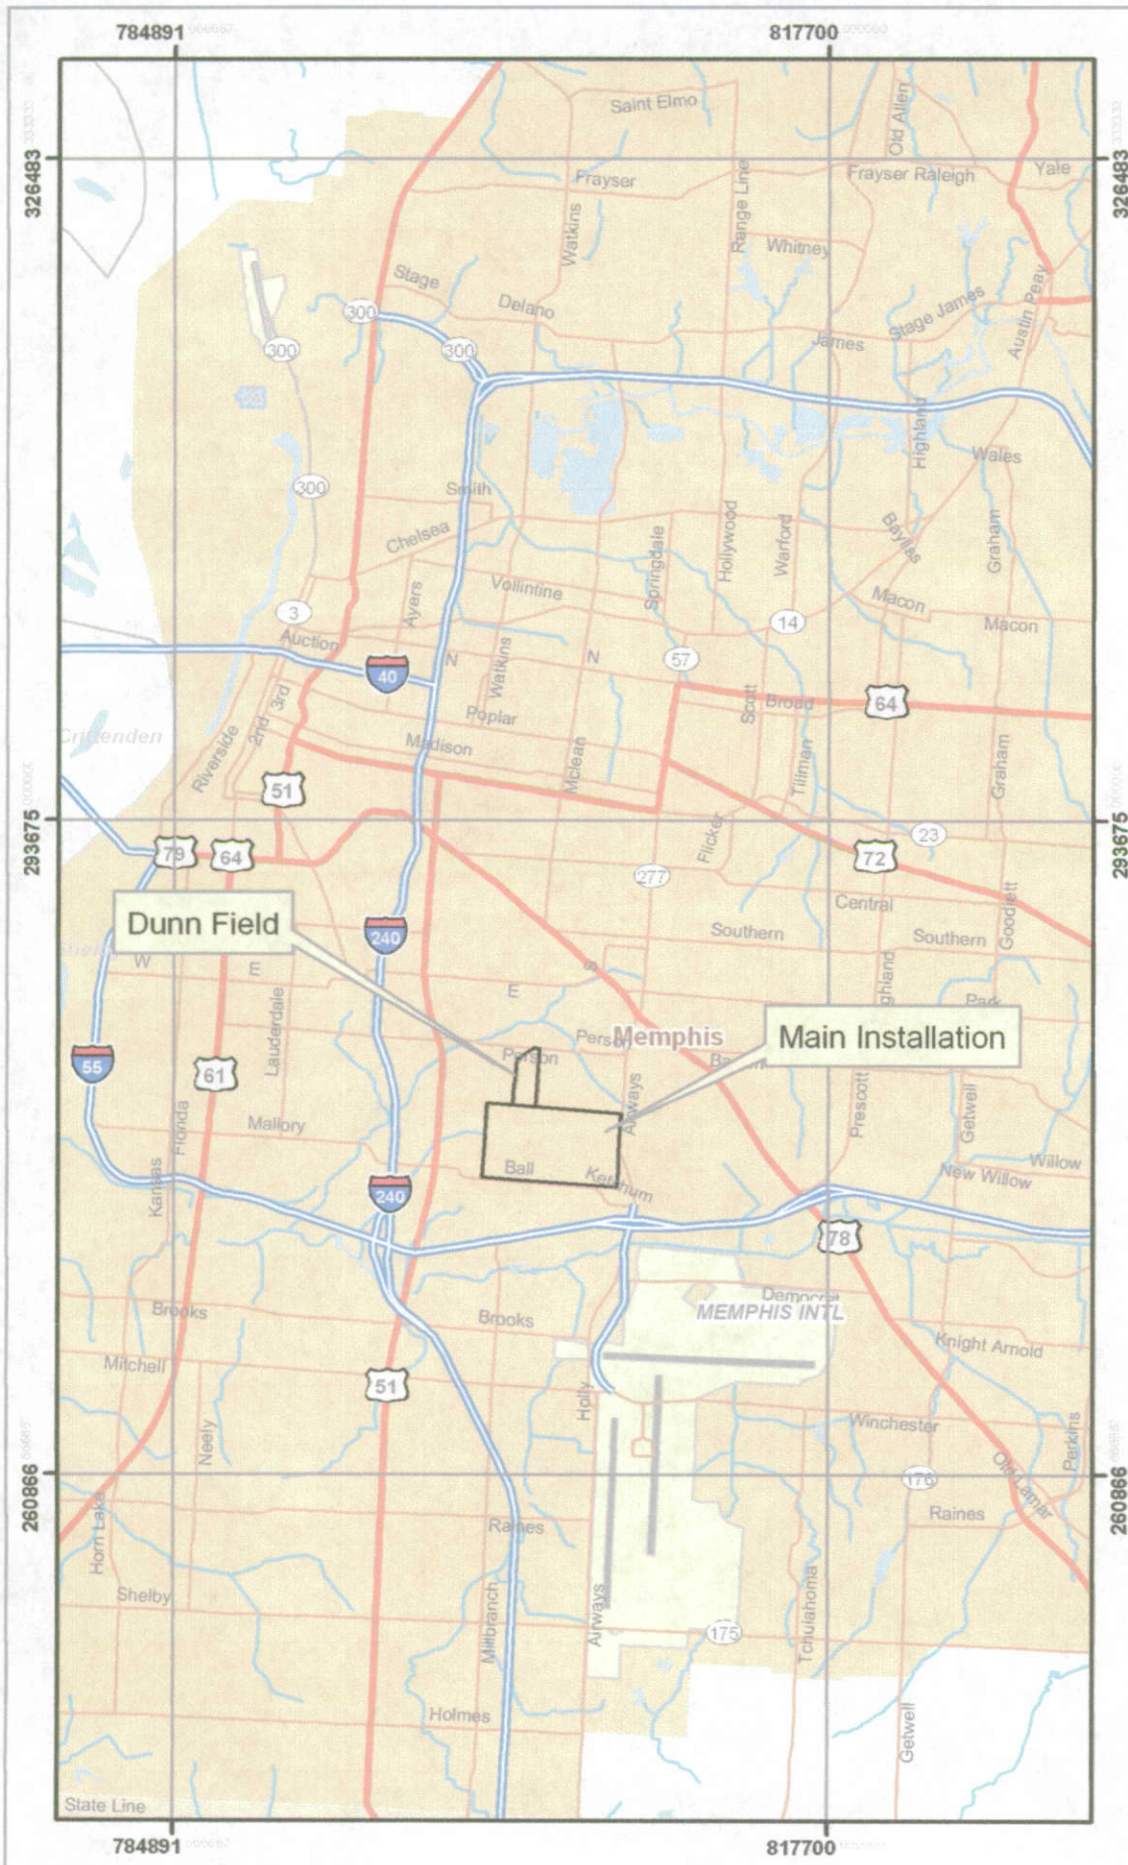 784891
817700
326483
326483
Saint Elmo
Old Allen
Frayser
Frayser Raleigh
Yale
Watkins
Range Line
Whitney
Stage
Delano
Stage James
Austin Peay
James
300
300
300
300
Highland
Wales
Smith
Chelsea
Springdale
Hollywood
Warford
Bayliss
Graham
Vollintine
Ayers
Macon
Macon
3
14
Auction
N
N
57
Watkins
40
3rd
2nd
Scott
Broad
64
Poplar
Crittenden
Riverside
Madison
Mclean
Tillman
Graham
51
293675
293675
Flicker
23
79
64
72
277
Central
Goodlett
Dunn Field
Southern
Southern
240
W
E
S
E
Park
Lauderdale
Person
Memphis
Person
Main Installation
55
61
Airways
Prescott
Getwell
Florida
Mallory
Kansas
Ball
Ketchum
Willow
New Willow
240
78
Democrat
MEMPHIS INTL
Brooks
Brooks
Knight Arnold
Mitchell
51
Holly
Winchester
Neely
Perkins
Old Lamar
260866
260866
176
Raines
Raines
Horn Lake
Shelby
Millbranch
Airways
Tchulahoma
175
Holmes
Getwell
State Line
784891
817700